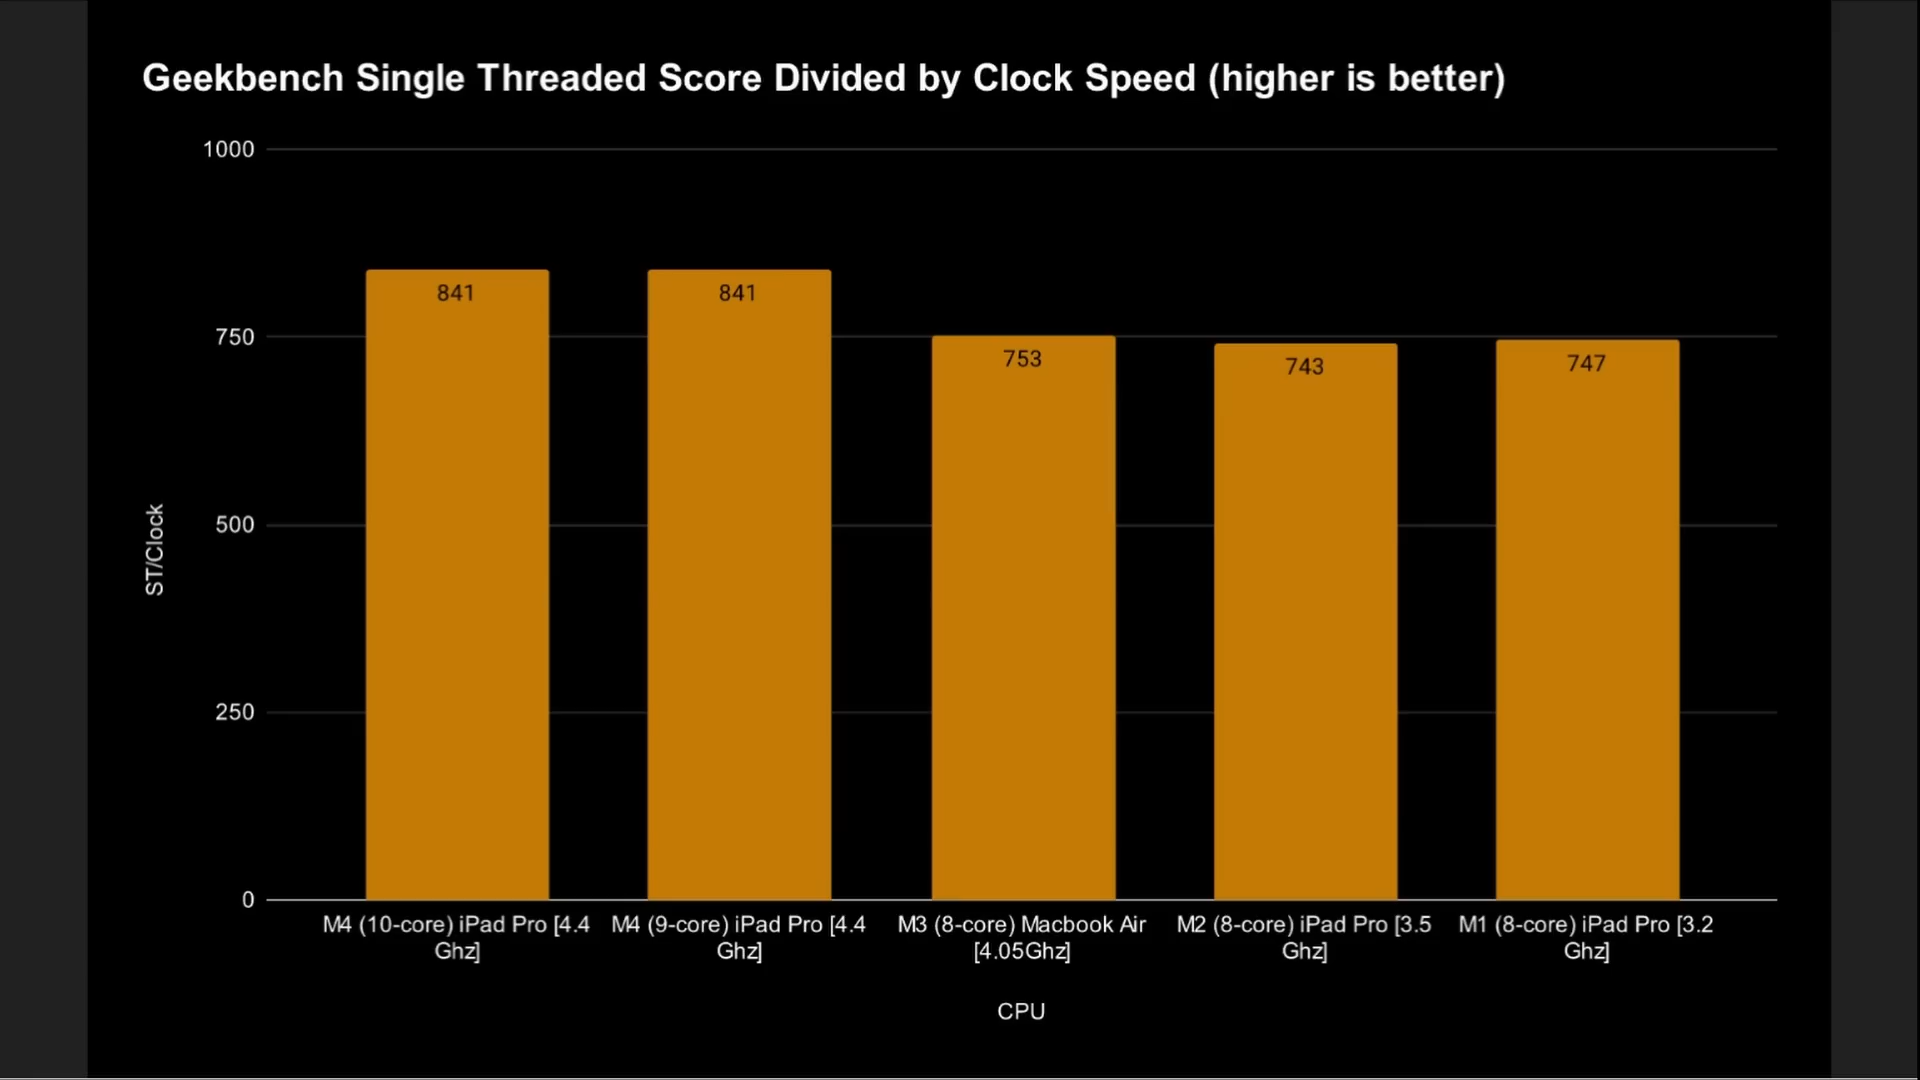 Geekbench Single Threaded Score Divided by Clock Speed (higher is better)
1000
750
500
250
0
ST/Clock
841
841
753
743
747
M4 (10-core) iPad Pro [4.4
Ghz]
M4 (9-core) iPad Pro [4.4
Ghz]
M3 (8-core) Macbook Air
[4.05Ghz]
M2 (8-core) iPad Pro [3.5
Ghz]
M1 (8-core) iPad Pro [3.2
Ghz]
CPU